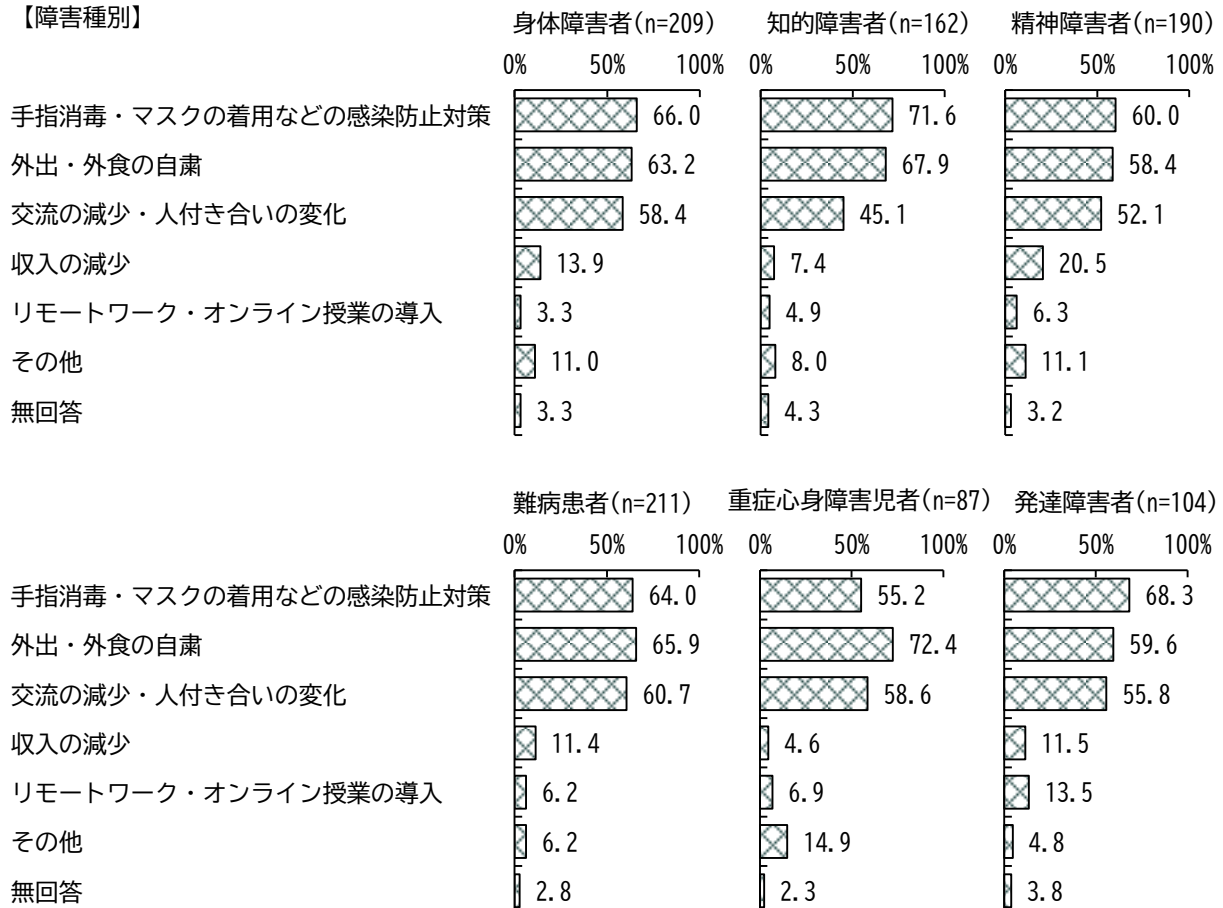 【障害種別】
身体障害者(n=209) 知的障害者(n=162) 精神障害者(n=190)
0% 50% 100% 0% 50% 100% 0% 50% 100%
手指消毒・マスクの着用などの感染防止対策 66.0 71.6 60.0
外出・外食の自粛 63.2 67.9 58.4
交流の減少・人付き合いの変化 58.4 45.1 52.1
収入の減少 13.9 7.4 20.5
リモートワーク・オンライン授業の導入 3.3 4.9 6.3
その他 11.0 8.0 11.1
無回答 3.3 4.3 3.2
難病患者(n=211) 重症心身障害児者(n=87) 発達障害者(n=104)
0% 50% 100% 0% 50% 100% 0% 50% 100%
手指消毒・マスクの着用などの感染防止対策 64.0 55.2 68.3
外出・外食の自粛 65.9 72.4 59.6
交流の減少・人付き合いの変化 60.7 58.6 55.8
収入の減少 11.4 4.6 11.5
リモートワーク・オンライン授業の導入 6.2 6.9 13.5
その他 6.2 14.9 4.8
無回答 2.8 2.3 3.8